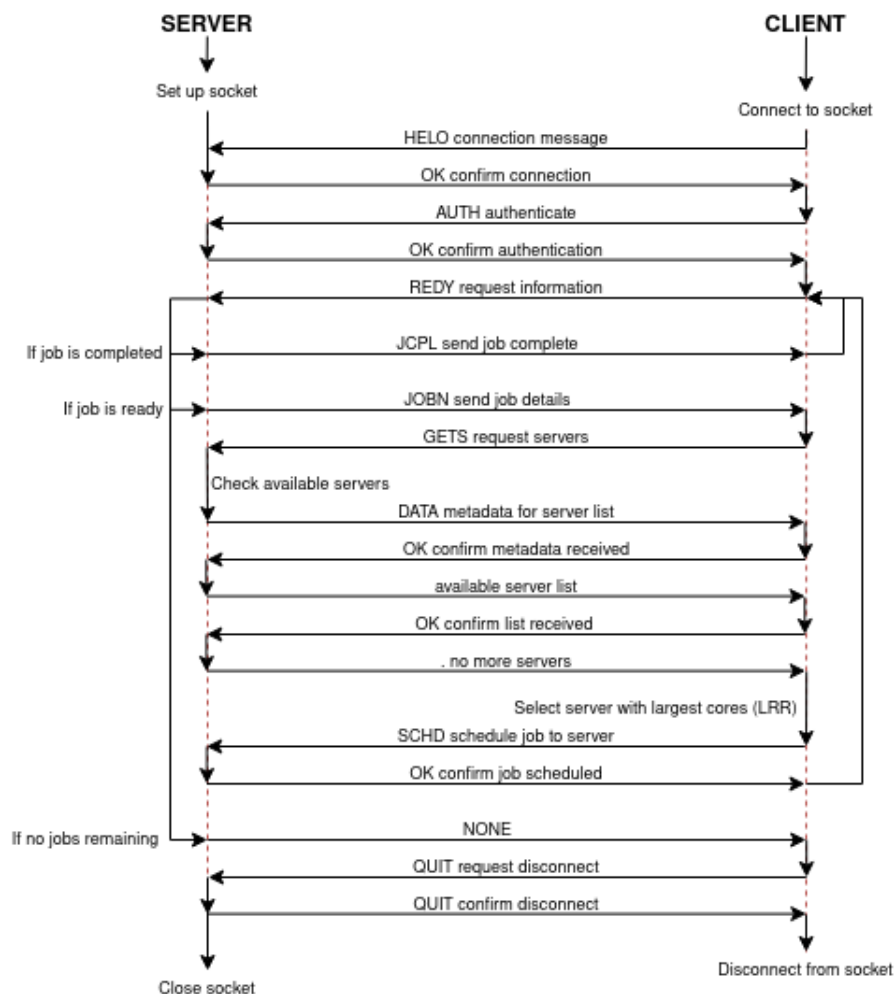 SERVER
CLIENT
Set up socket
Connect to socket
HELO connection message
OK confirm connection
AUTH authenticate
OK confirm authentication
REDY request information
If job is completed
JCPL send job complete
If job is ready
JOBN send job details
GETS request servers
Check available servers
DATA metadata for server list
OK confirm metadata received
available server list
OK confirm list received
. no more servers
Select server with largest cores (LRR)
SCHD schedule job to server
OK confirm job scheduled
If no jobs remaining
NONE
QUIT request disconnect
QUIT confirm disconnect
Disconnect from socket
Close socket